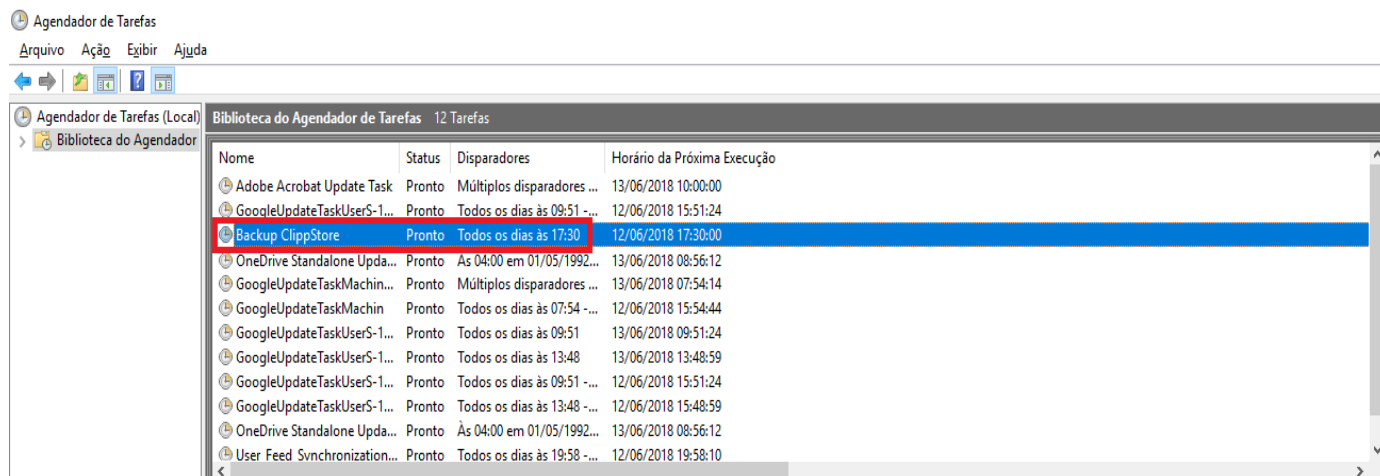 Agendador de Tarefas
Arquivo Ação Exibir Ajuda
Agendador de Tarefas (Local)
Biblioteca do Agendador
Biblioteca do Agendador de Tarefas 12 Tarefas
Nome Status Disparadores Horário da Próxima Execução
Adobe Acrobat Update Task Pronto Múltiplos disparadores ... 13/06/2018 10:00:00
GoogleUpdateTaskUserS-1... Pronto Todos os dias às 09:51 -... 12/06/2018 15:51:24
Backup ClippStore Pronto Todos os dias às 17:30 12/06/2018 17:30:00
OneDrive Standalone Upda... Pronto Às 04:00 em 01/05/1992... 13/06/2018 08:56:12
GoogleUpdateTaskMachin... Pronto Múltiplos disparadores ... 13/06/2018 07:54:14
GoogleUpdateTaskMachin Pronto Todos os dias às 07:54 -... 12/06/2018 15:54:44
GoogleUpdateTaskUserS-1... Pronto Todos os dias às 09:51 13/06/2018 09:51:24
GoogleUpdateTaskUserS-1... Pronto Todos os dias às 13:48 13/06/2018 13:48:59
GoogleUpdateTaskUserS-1... Pronto Todos os dias às 09:51 -... 12/06/2018 15:51:24
GoogleUpdateTaskUserS-1... Pronto Todos os dias às 13:48 -... 12/06/2018 15:48:59
OneDrive Standalone Upda... Pronto Às 04:00 em 01/05/1992... 13/06/2018 08:56:12
User Feed Synchronization... Pronto Todos os dias às 19:58 -... 12/06/2018 19:58:10